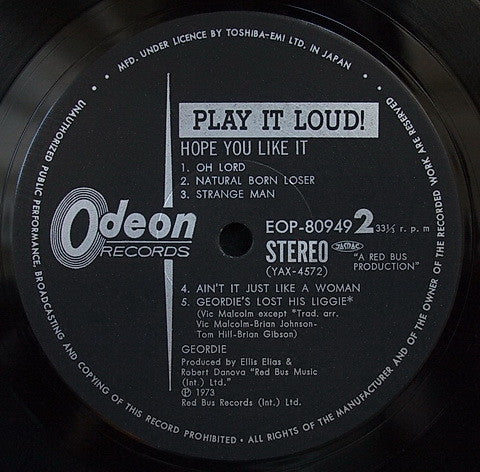 MFD. UNDER LICENCE BY TOSHIBA-EMI LTD. IN JAPAN
PLAY IT LOUD!
HOPE YOU LIKE IT
1. OH LORD
2. NATURAL BORN LOSER
3. STRANGE MAN
Odeon
RECORDS
EOP-80949 2 33⅓ r. p. m
STEREO
JASRAC
(YAX-4572)
"A RED BUS
PRODUCTION"
4. AIN'T IT JUST LIKE A WOMAN
5. GEORDIE'S LOST HIS LIGGIE*
(Vic Malcolm except *Trad. arr.
Vic Malcolm-Brian Johnson-
Tom Hill-Brian Gibson)
GEORDIE
Produced by Ellis Elias &
Robert Danova "Red Bus Music
(Int.) Ltd."
Ⓟ 1973
Red Bus Records (Int.) Ltd.
UNAUTHORIZED PUBLIC PERFORMANCE, BROADCASTING AND COPYING OF THIS RECORD PROHIBITED • ALL RIGHTS OF THE MANUFACTURER AND OF THE OWNER OF THE RECORDED WORK ARE RESERVED